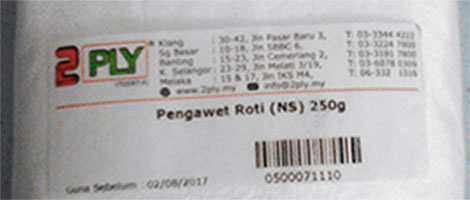 2 PLY ®
Klang : 30-42, Jln Pasar Baru 3, T: 03-3344 4222
Sg Besar : 10-18, Jln SBBC 6, T: 03-3224 7800
Banting : 15-23, Jln Cemerlang 2, T: 03-3181 7800
K. Selangor : 23-29, Jln Melati 3/19, T: 03-6078 0309
Melaka : 15 & 17, Jln IKS M4, T: 06-332 1516
www.2ply.my info@2ply.my
Pengawet Roti (NS) 250g
Guna Sebelum : 02/08/2017
0500071110